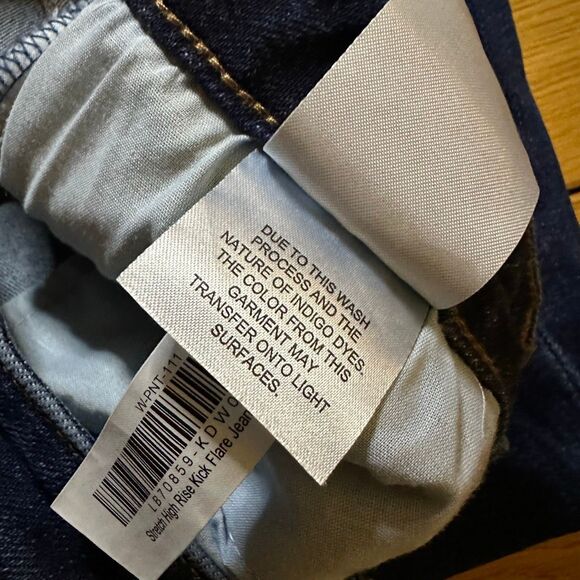 DUE TO THIS WASH
PROCESS AND THE
NATURE OF INDIGO DYES.
THE COLOR FROM THIS
GARMENT MAY
TRANSFER ONTO LIGHT
SURFACES.
W-PNT-111
LB70859-KDW
Stretch High Rise Kick Flare Jean